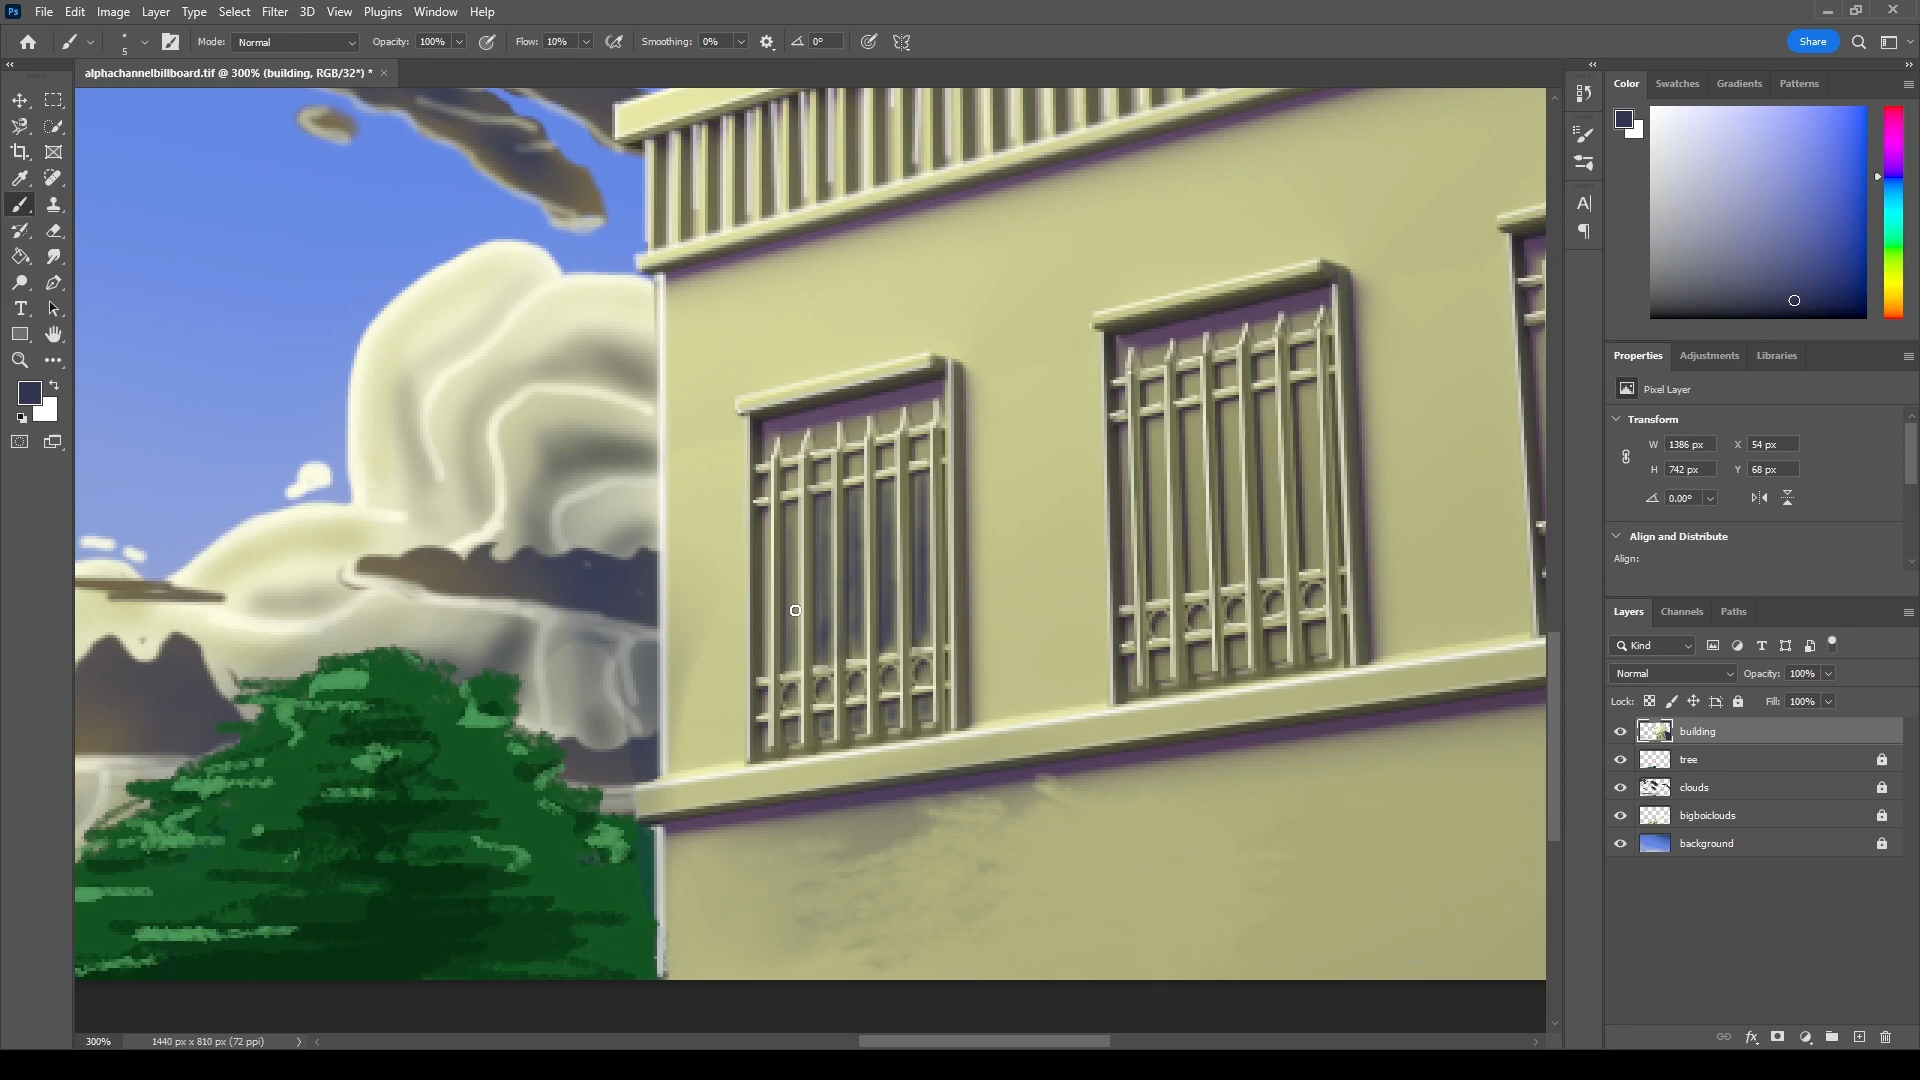 Ps File Edit Image Layer Type Select Filter 3D View Plugins Window Help
5 Mode: Normal Opacity: 100% Flow: 10% Smoothing: 0% 0° Share
alphachannelbillboard.tif @ 300% (building, RGB/32*) * ×
Color Swatches Gradients Patterns
Properties Adjustments Libraries
Pixel Layer
Transform
W 1386 px X 54 px
H 742 px Y 68 px
0.00°
Align and Distribute
Align:
Layers Channels Paths
Kind
Normal Opacity: 100%
Lock: Fill: 100%
building
tree
clouds
bigboiclouds
background
300% 1440 px x 810 px (72 ppi)